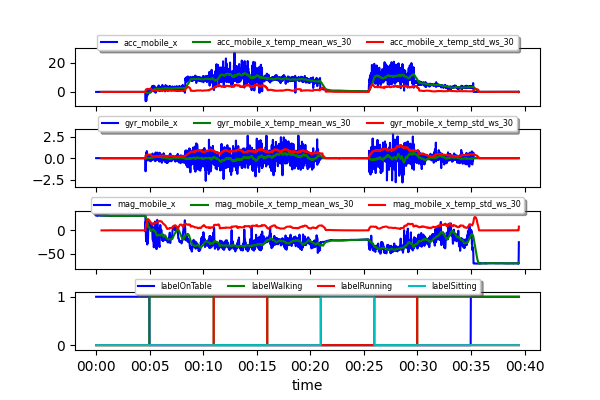 acc_mobile_x acc_mobile_x_temp_mean_ws_30 acc_mobile_x_temp_std_ws_30
20
0
gyr_mobile_x gyr_mobile_x_temp_mean_ws_30 gyr_mobile_x_temp_std_ws_30
2.5
0.0
−2.5
mag_mobile_x mag_mobile_x_temp_mean_ws_30 mag_mobile_x_temp_std_ws_30
0
−50
labelOnTable labelWalking labelRunning labelSitting
1
0
00:00 00:05 00:10 00:15 00:20 00:25 00:30 00:35 00:40
time